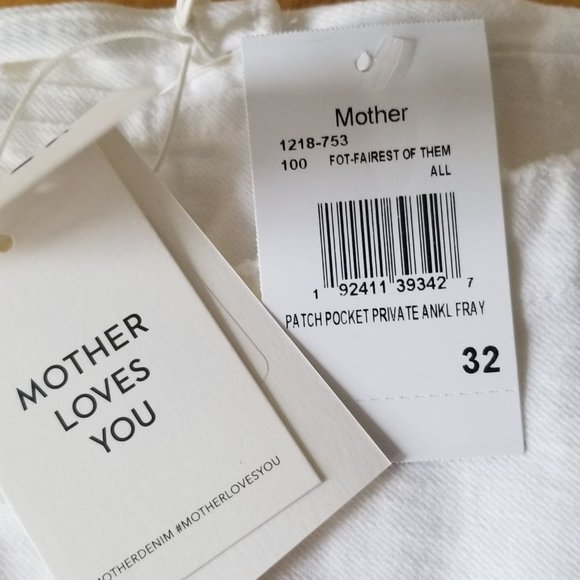 Mother
1218-753
100 FOT-FAIREST OF THEM
ALL
1 92411 39342 7
PATCH POCKET PRIVATE ANKL FRAY
32
MOTHER
LOVES
YOU
#MOTHERLOVESYOU